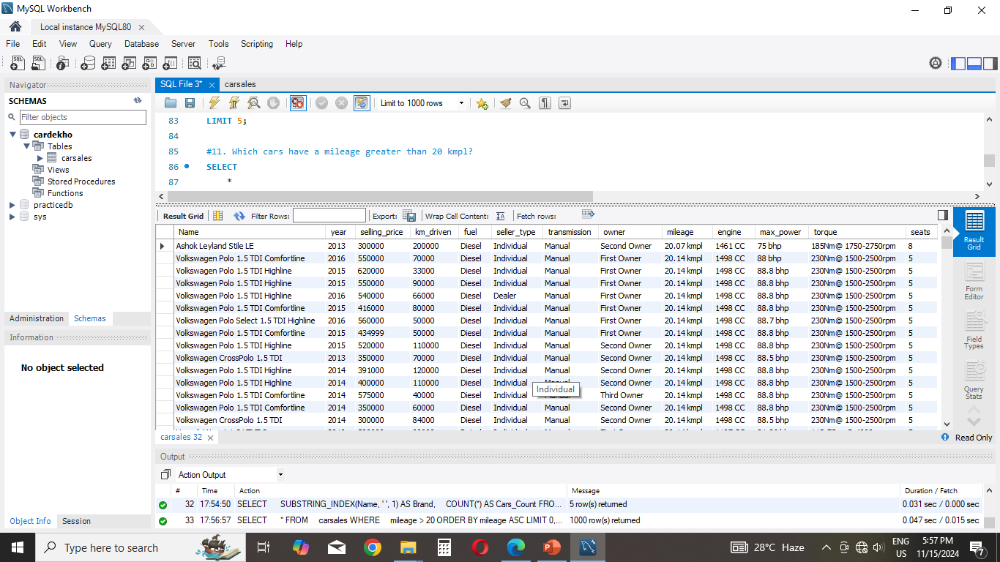 MySQL Workbench
Local instance MySQL80
File Edit View Query Database Server Tools Scripting Help
Navigator
SCHEMAS
Filter objects
cardekho
Tables
carsales
Views
Stored Procedures
Functions
practicedb
sys
Administration Schemas
Information
No object selected
Object Info Session
SQL File 3* carsales
Limit to 1000 rows
83 LIMIT 5;
84
85 #11. Which cars have a mileage greater than 20 kmpl?
86 SELECT
87 *
Result Grid Filter Rows: Export: Wrap Cell Content: Fetch rows:
Name year selling_price km_driven fuel seller_type transmission owner mileage engine max_power torque seats
Ashok Leyland Stile LE 2013 300000 200000 Diesel Individual Manual Second Owner 20.07 kmpl 1461 CC 75 bhp 185Nm@ 1750-2750rpm 8
Volkswagen Polo 1.5 TDI Comfortline 2016 550000 70000 Diesel Individual Manual First Owner 20.14 kmpl 1498 CC 88 bhp 230Nm@ 1500-2500rpm 5
Volkswagen Polo 1.5 TDI Highline 2015 620000 33000 Diesel Individual Manual First Owner 20.14 kmpl 1498 CC 88.8 bhp 230Nm@ 1500-2500rpm 5
Volkswagen Polo 1.5 TDI Highline 2015 550000 90000 Diesel Individual Manual First Owner 20.14 kmpl 1498 CC 88.8 bhp 230Nm@ 1500-2500rpm 5
Volkswagen Polo 1.5 TDI Highline 2016 540000 66000 Diesel Dealer Manual First Owner 20.14 kmpl 1498 CC 88.8 bhp 230Nm@ 1500-2500rpm 5
Volkswagen Polo 1.5 TDI Comfortline 2015 416000 80000 Diesel Individual Manual First Owner 20.14 kmpl 1498 CC 88.8 bhp 230Nm@ 1500-2500rpm 5
Volkswagen Polo Select 1.5 TDI Highline 2016 560000 50000 Diesel Individual Manual First Owner 20.14 kmpl 1498 CC 88.7 bhp 230Nm@ 1500-2500rpm 5
Volkswagen Polo 1.5 TDI Comfortline 2015 434999 50000 Diesel Individual Manual First Owner 20.14 kmpl 1498 CC 88.8 bhp 230Nm@ 1500-2500rpm 5
Volkswagen Polo 1.5 TDI Highline 2015 520000 110000 Diesel Individual Manual Second Owner 20.14 kmpl 1498 CC 88.8 bhp 230Nm@ 1500-2500rpm 5
Volkswagen CrossPolo 1.5 TDI 2013 350000 70000 Diesel Individual Manual Second Owner 20.14 kmpl 1498 CC 88.5 bhp 230Nm@ 1500-2500rpm 5
Volkswagen Polo 1.5 TDI Highline 2014 391000 120000 Diesel Individual Manual Second Owner 20.14 kmpl 1498 CC 88.8 bhp 230Nm@ 1500-2500rpm 5
Volkswagen Polo 1.5 TDI Highline 2014 400000 110000 Diesel Individual Manual Second Owner 20.14 kmpl 1498 CC 88.8 bhp 230Nm@ 1500-2500rpm 5
Individual
Volkswagen Polo 1.5 TDI Comfortline 2014 575000 40000 Diesel Individual Manual Third Owner 20.14 kmpl 1498 CC 88.8 bhp 230Nm@ 1500-2500rpm 5
Volkswagen Polo 1.5 TDI Comfortline 2014 350000 60000 Diesel Individual Manual Second Owner 20.14 kmpl 1498 CC 88.8 bhp 230Nm@ 1500-2500rpm 5
Volkswagen CrossPolo 1.5 TDI 2014 300000 84000 Diesel Individual Manual Second Owner 20.14 kmpl 1498 CC 88.5 bhp 230Nm@ 1500-2500rpm 5
Result Grid
Form Editor
Field Types
Query Stats
carsales 32
Read Only
Output
Action Output
# Time Action Message Duration / Fetch
32 17:54:50 SELECT SUBSTRING_INDEX(Name, ' ', 1) AS Brand, COUNT(*) AS Cars_Count FRO... 5 row(s) returned 0.031 sec / 0.000 sec
33 17:56:57 SELECT * FROM carsales WHERE mileage > 20 ORDER BY mileage ASC LIMIT 0,... 1000 row(s) returned 0.047 sec / 0.015 sec
Type here to search
28°C Haze
ENG
US
5:57 PM
11/15/2024
7